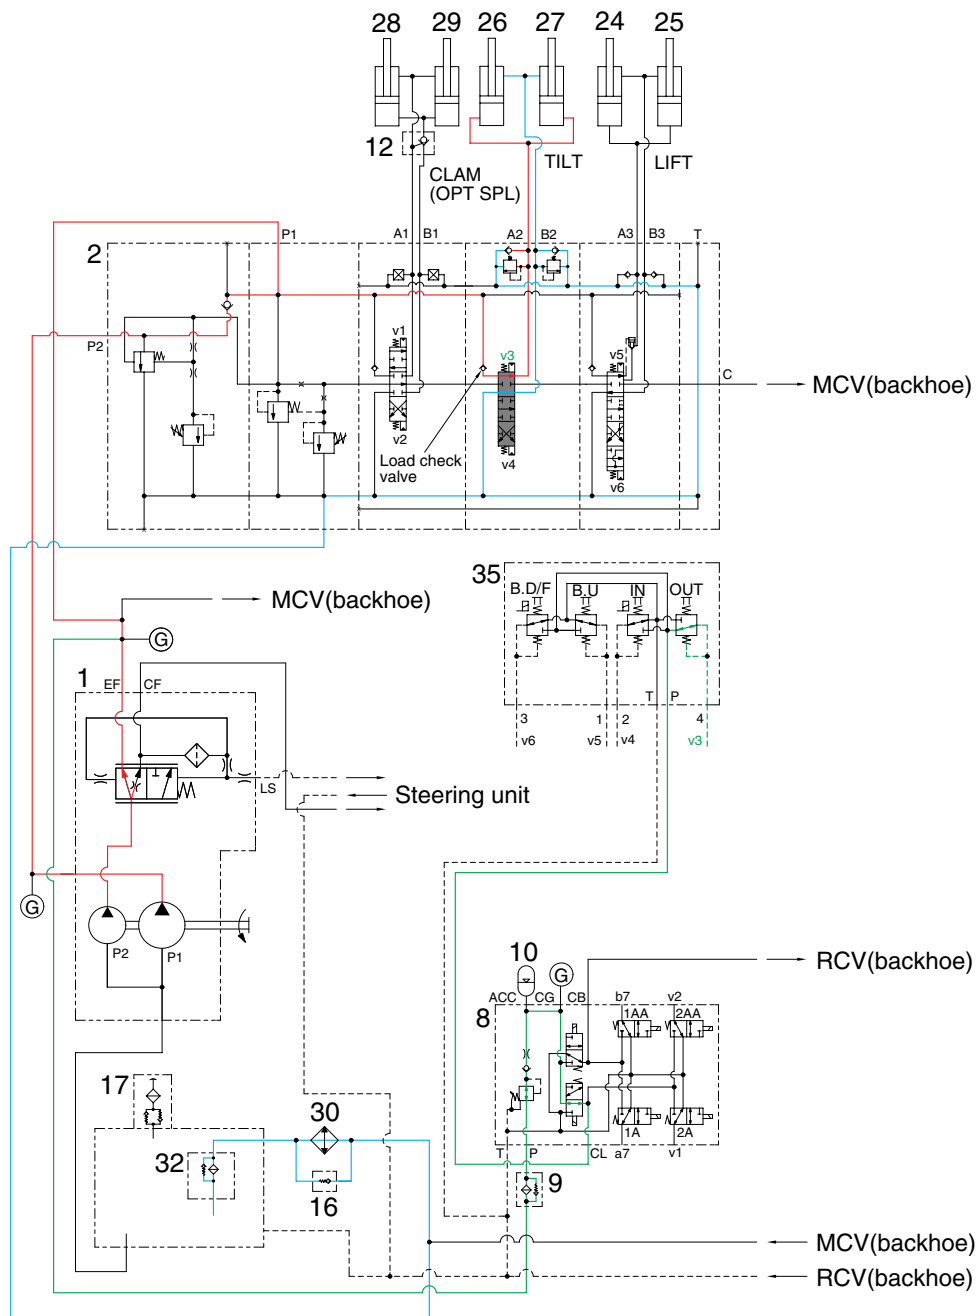 28 29 26 27 24 25
12
CLAM
(OPT SPL)
TILT
LIFT
2
P1 A1 B1 A2 B2 A3 B3 T
P2
v1 v3 v5
C
MCV(backhoe)
v2 v4 v6
Load check
valve
MCV(backhoe)
G
35
B.D/F B.U IN OUT
T P
3 1 2 4
v6 v5 v4 v3
1
EF CF
LS
Steering unit
G
P2 P1
10
G
RCV(backhoe)
8
ACC CG CB b7 v2
1AA 2AA
1A 2A
T P CL a7 v1
17
30
32
16
9
MCV(backhoe)
RCV(backhoe)